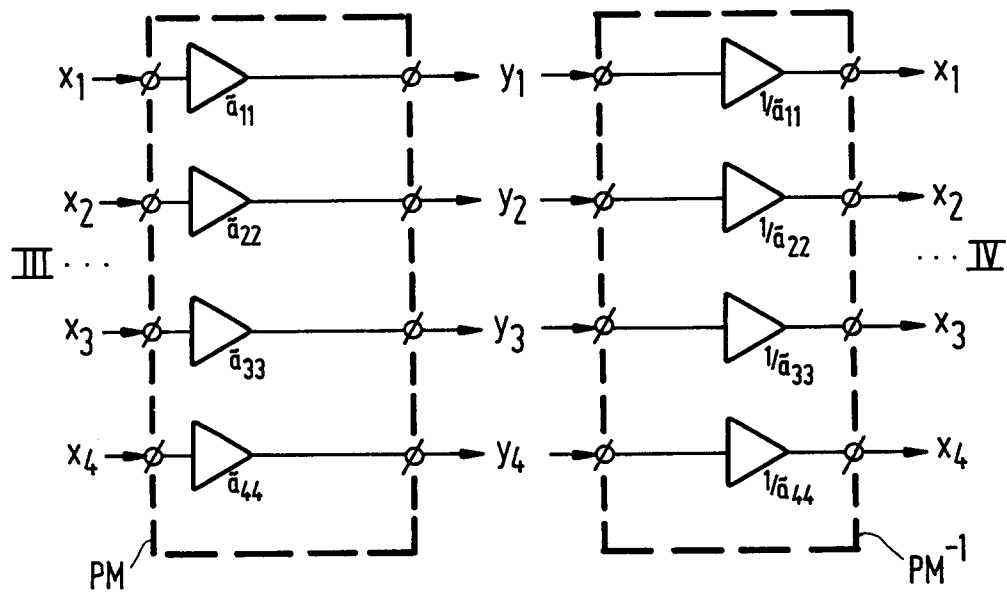 x₁ y₁ x₁
ã₁₁ 1/ã₁₁
x₂ y₂ x₂
ã₂₂ 1/ã₂₂
III ... ... IV
x₃ y₃ x₃
ã₃₃ 1/ã₃₃
x₄ y₄ x₄
ã₄₄ 1/ã₄₄
PM PM⁻¹